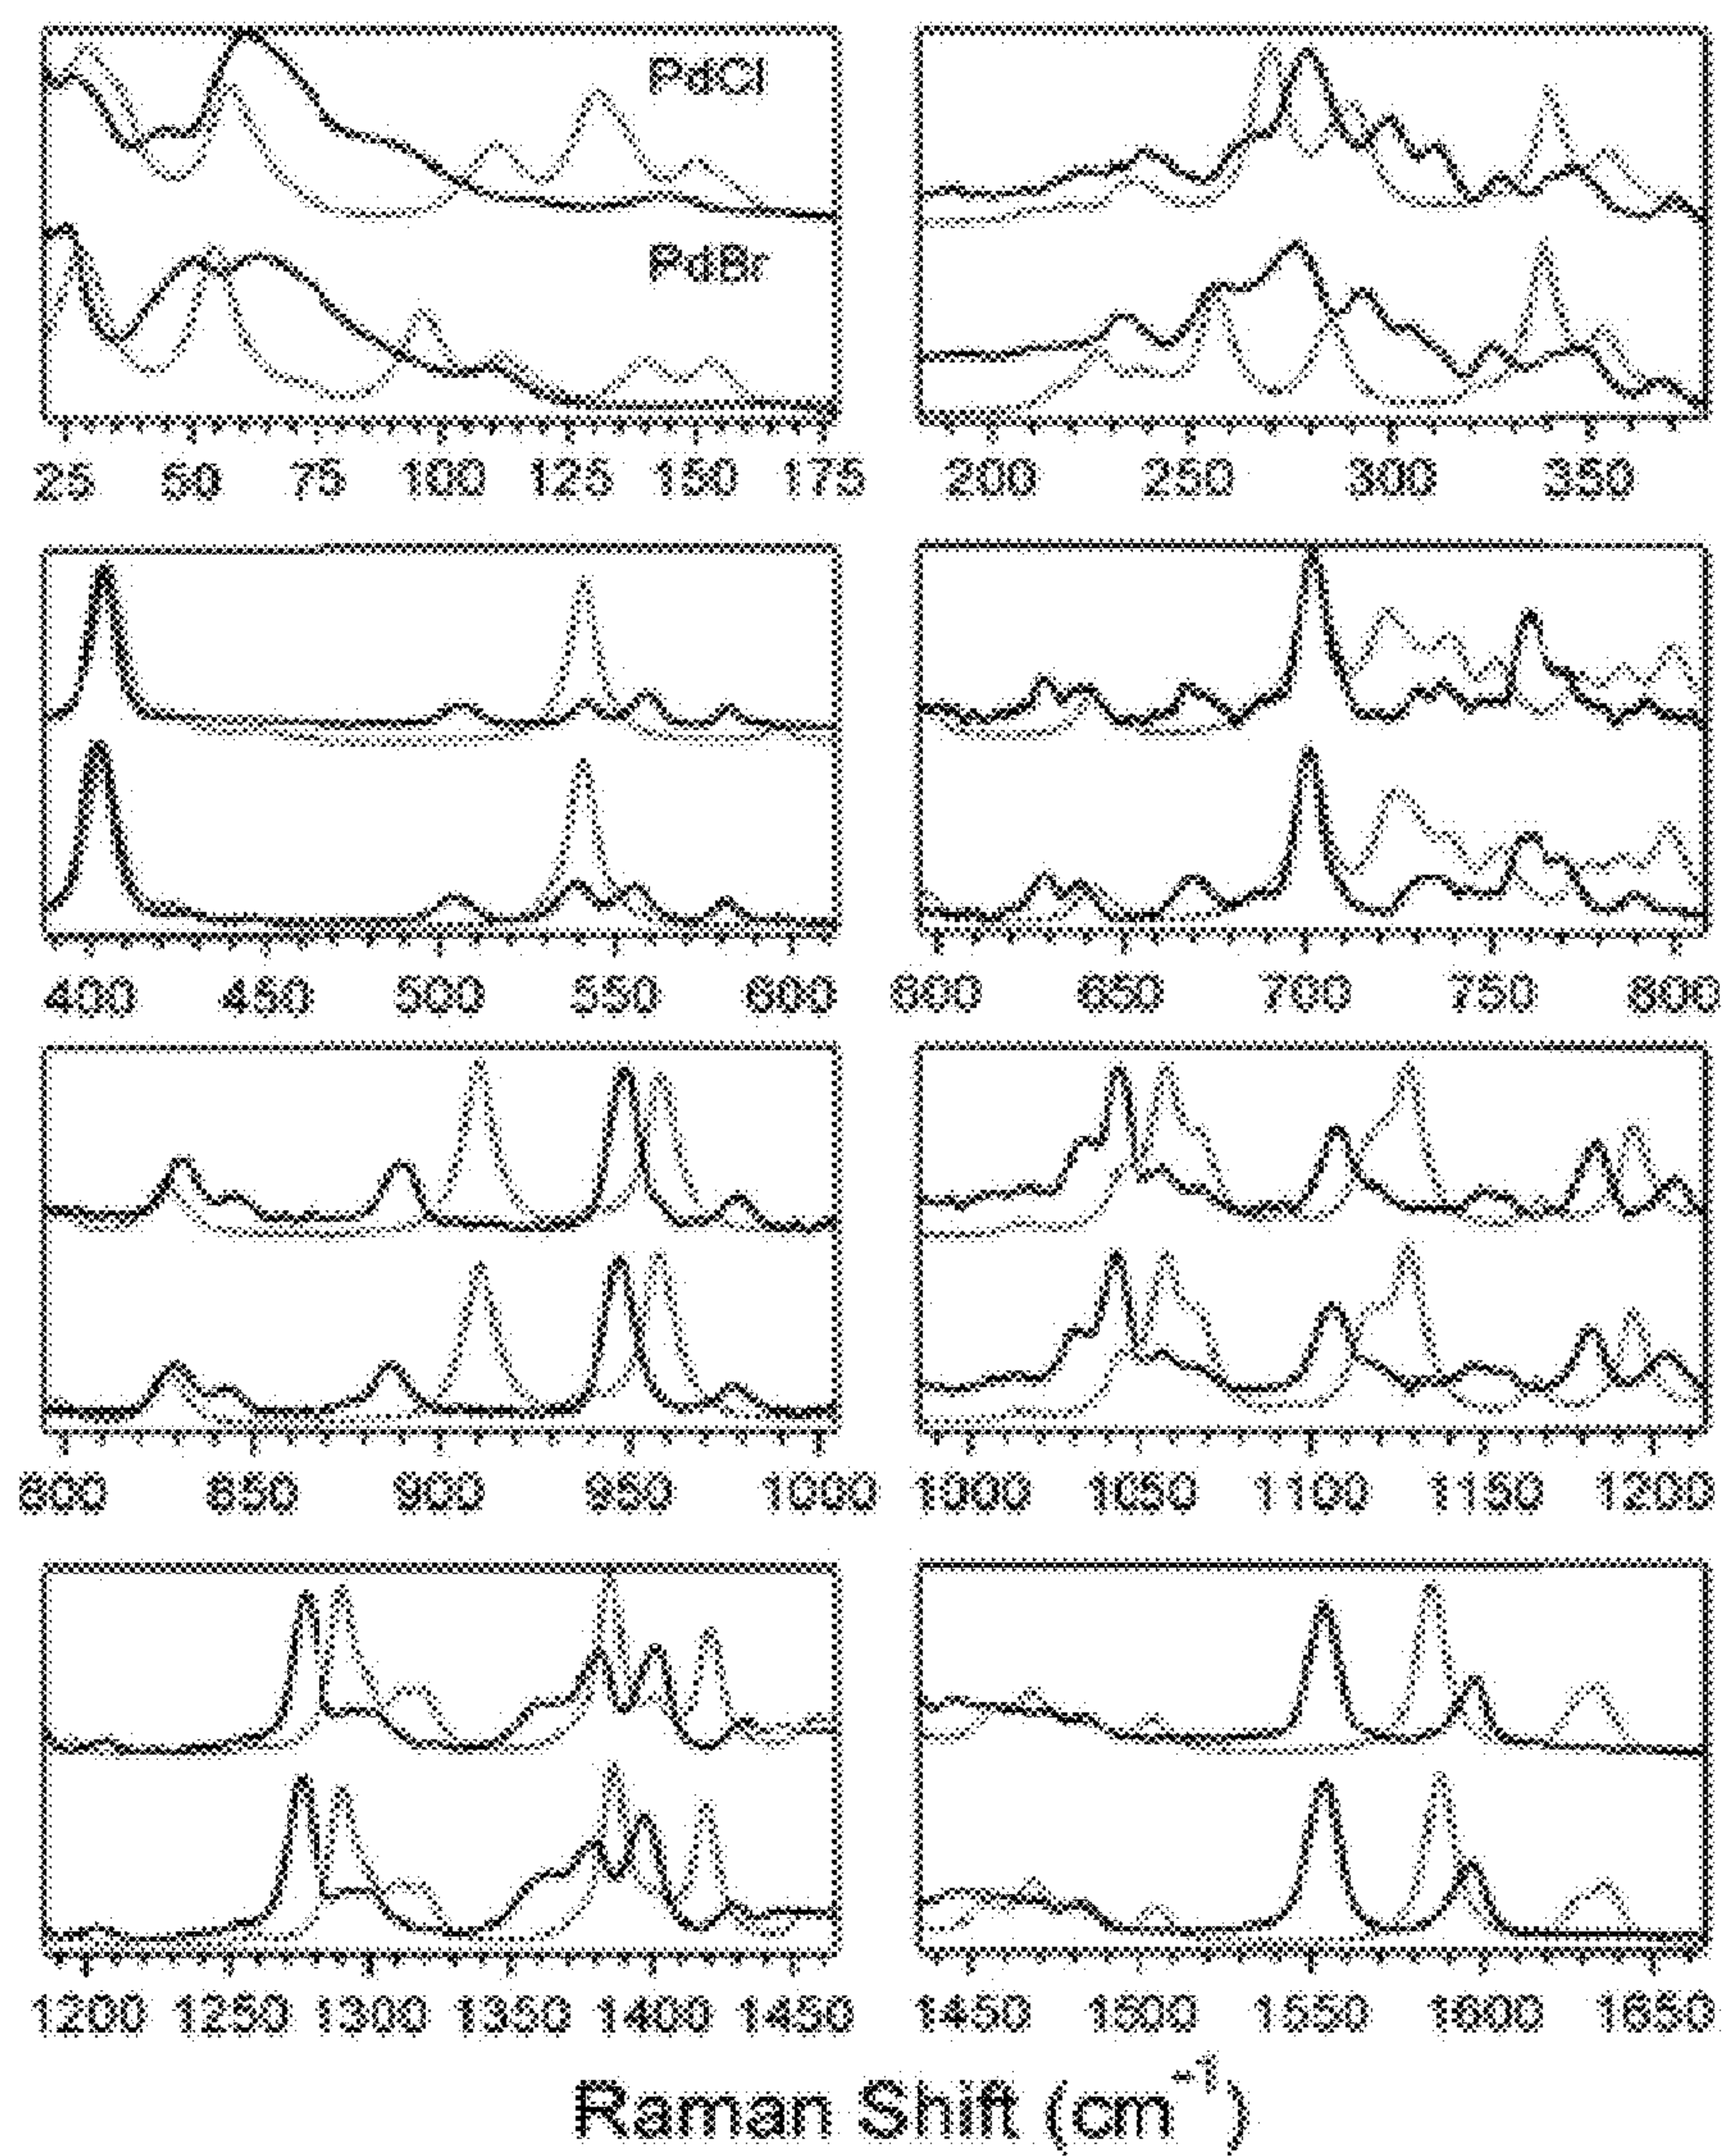 PdCl
PdBr
25 50 75 100 125 150 175
200 250 300 350
400 450 500 550 600
600 650 700 750 800
800 850 900 950 1000
1000 1050 1100 1150 1200
1200 1250 1300 1350 1400 1450
1450 1500 1550 1600 1650
Raman Shift (cm⁻¹)